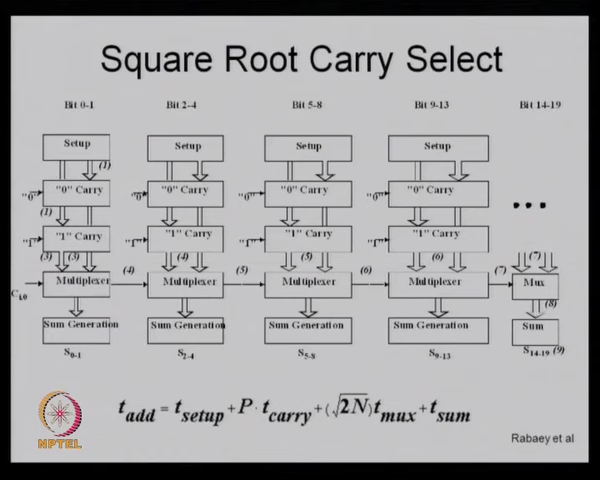 Square Root Carry Select
Bit 0-1 Bit 2-4 Bit 5-8 Bit 9-13 Bit 14-19
Setup Setup Setup Setup
(1)
"0" "0" Carry "0" "0" Carry "0" "0" Carry "0" "0" Carry
(1)
"1" "1" Carry "1" "1" Carry "1" "1" Carry "1" "1" Carry
(3) (3) (4) (5) (6) (7)
Multiplexer (4) Multiplexer (5) Multiplexer (6) Multiplexer (7) Mux
Ci,0 (8)
Sum Generation Sum Generation Sum Generation Sum Generation Sum
S0-1 S2-4 S5-8 S9-13 S14-19 (9)
tadd = tsetup + P · tcarry + (√2N)tmux + tsum
NPTEL
Rabaey et al